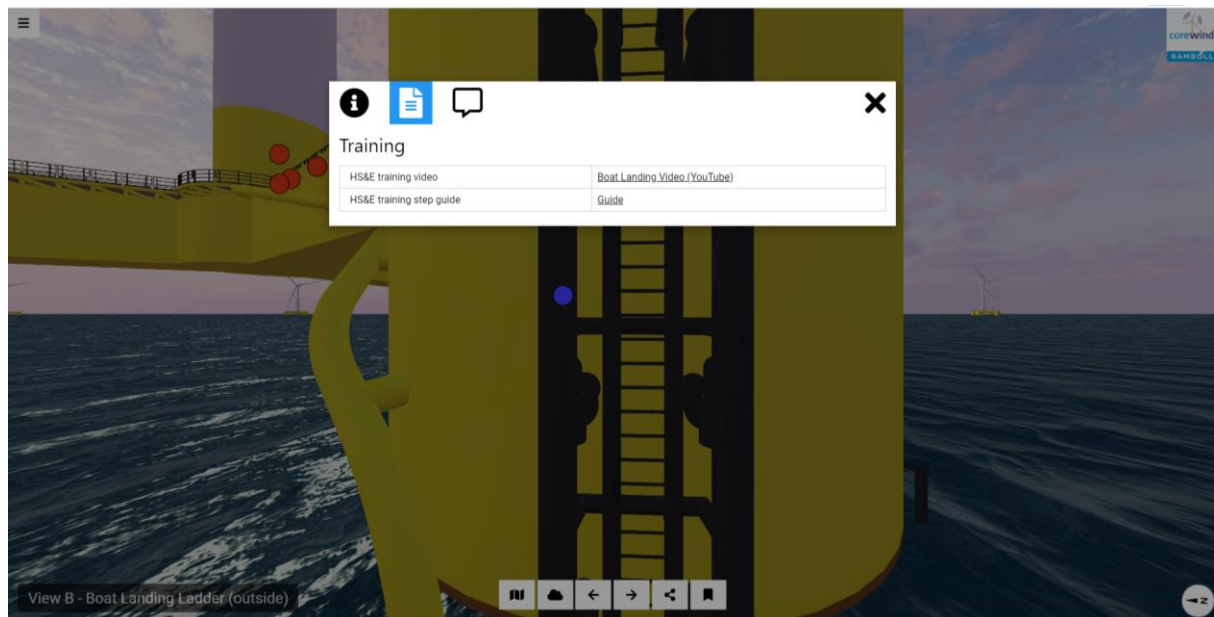 corewind
RAMBOLL
Training
HS&E training video Boat Landing Video (YouTube)
HS&E training step guide Guide
View B - Boat Landing Ladder (outside)
N